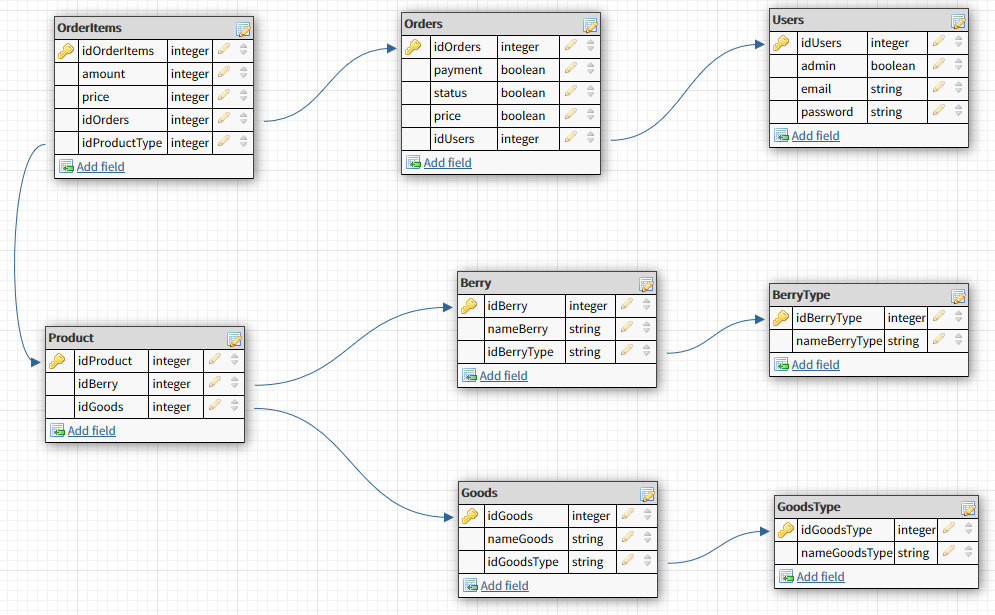 OrderItems
idOrderItems integer
amount integer
price integer
idOrders integer
idProductType integer
Add field
Orders
idOrders integer
payment boolean
status boolean
price boolean
idUsers integer
Add field
Users
idUsers integer
admin boolean
email string
password string
Add field
Product
idProduct integer
idBerry integer
idGoods integer
Add field
Berry
idBerry integer
nameBerry string
idBerryType string
Add field
BerryType
idBerryType integer
nameBerryType string
Add field
Goods
idGoods integer
nameGoods string
idGoodsType string
Add field
GoodsType
idGoodsType integer
nameGoodsType string
Add field